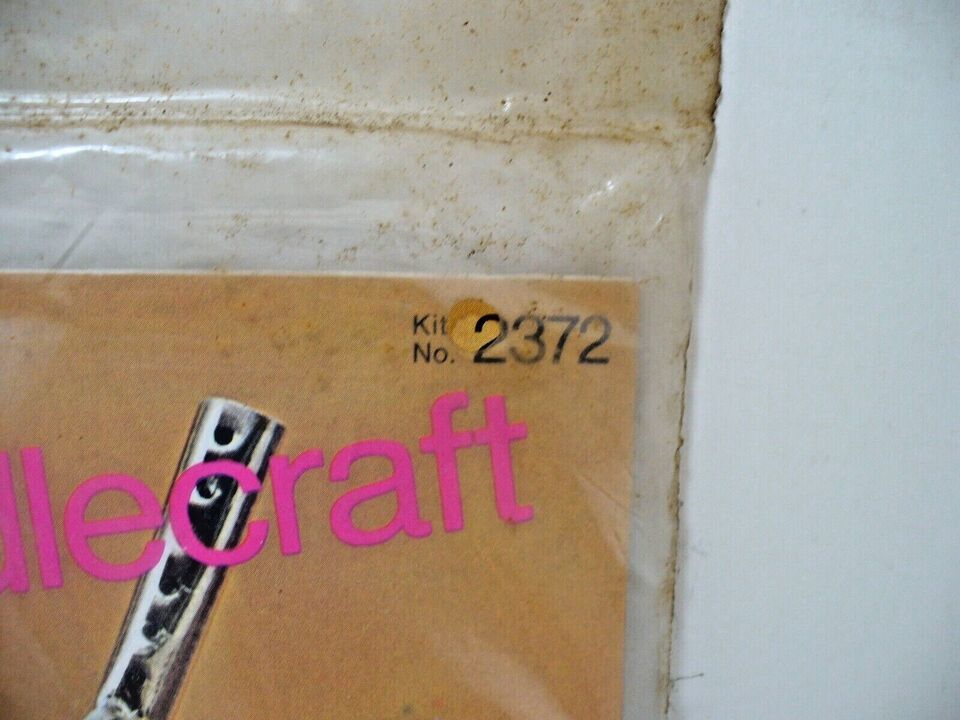 Kit
No. 2372
dlecraft